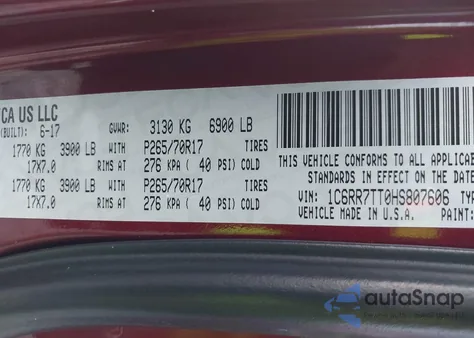 CA US LLC
(BUILT): 6-17 GVWR: 3130 KG 6900 LB
1770 KG 3900 LB P265/70R17 TIRES
17X7.0 RIMS AT 276 KPA ( 40 PSI) COLD
1770 KG 3900 LB P265/70R17 TIRES
17X7.0 RIMS AT 276 KPA ( 40 PSI) COLD
THIS VEHICLE CONFORMS TO ALL APPLICABLE
STANDARDS IN EFFECT ON THE DATE
VIN: 1C6RR7TT0HS807606
VEHICLE MADE IN U.S.A. PAINT:
autoSnap